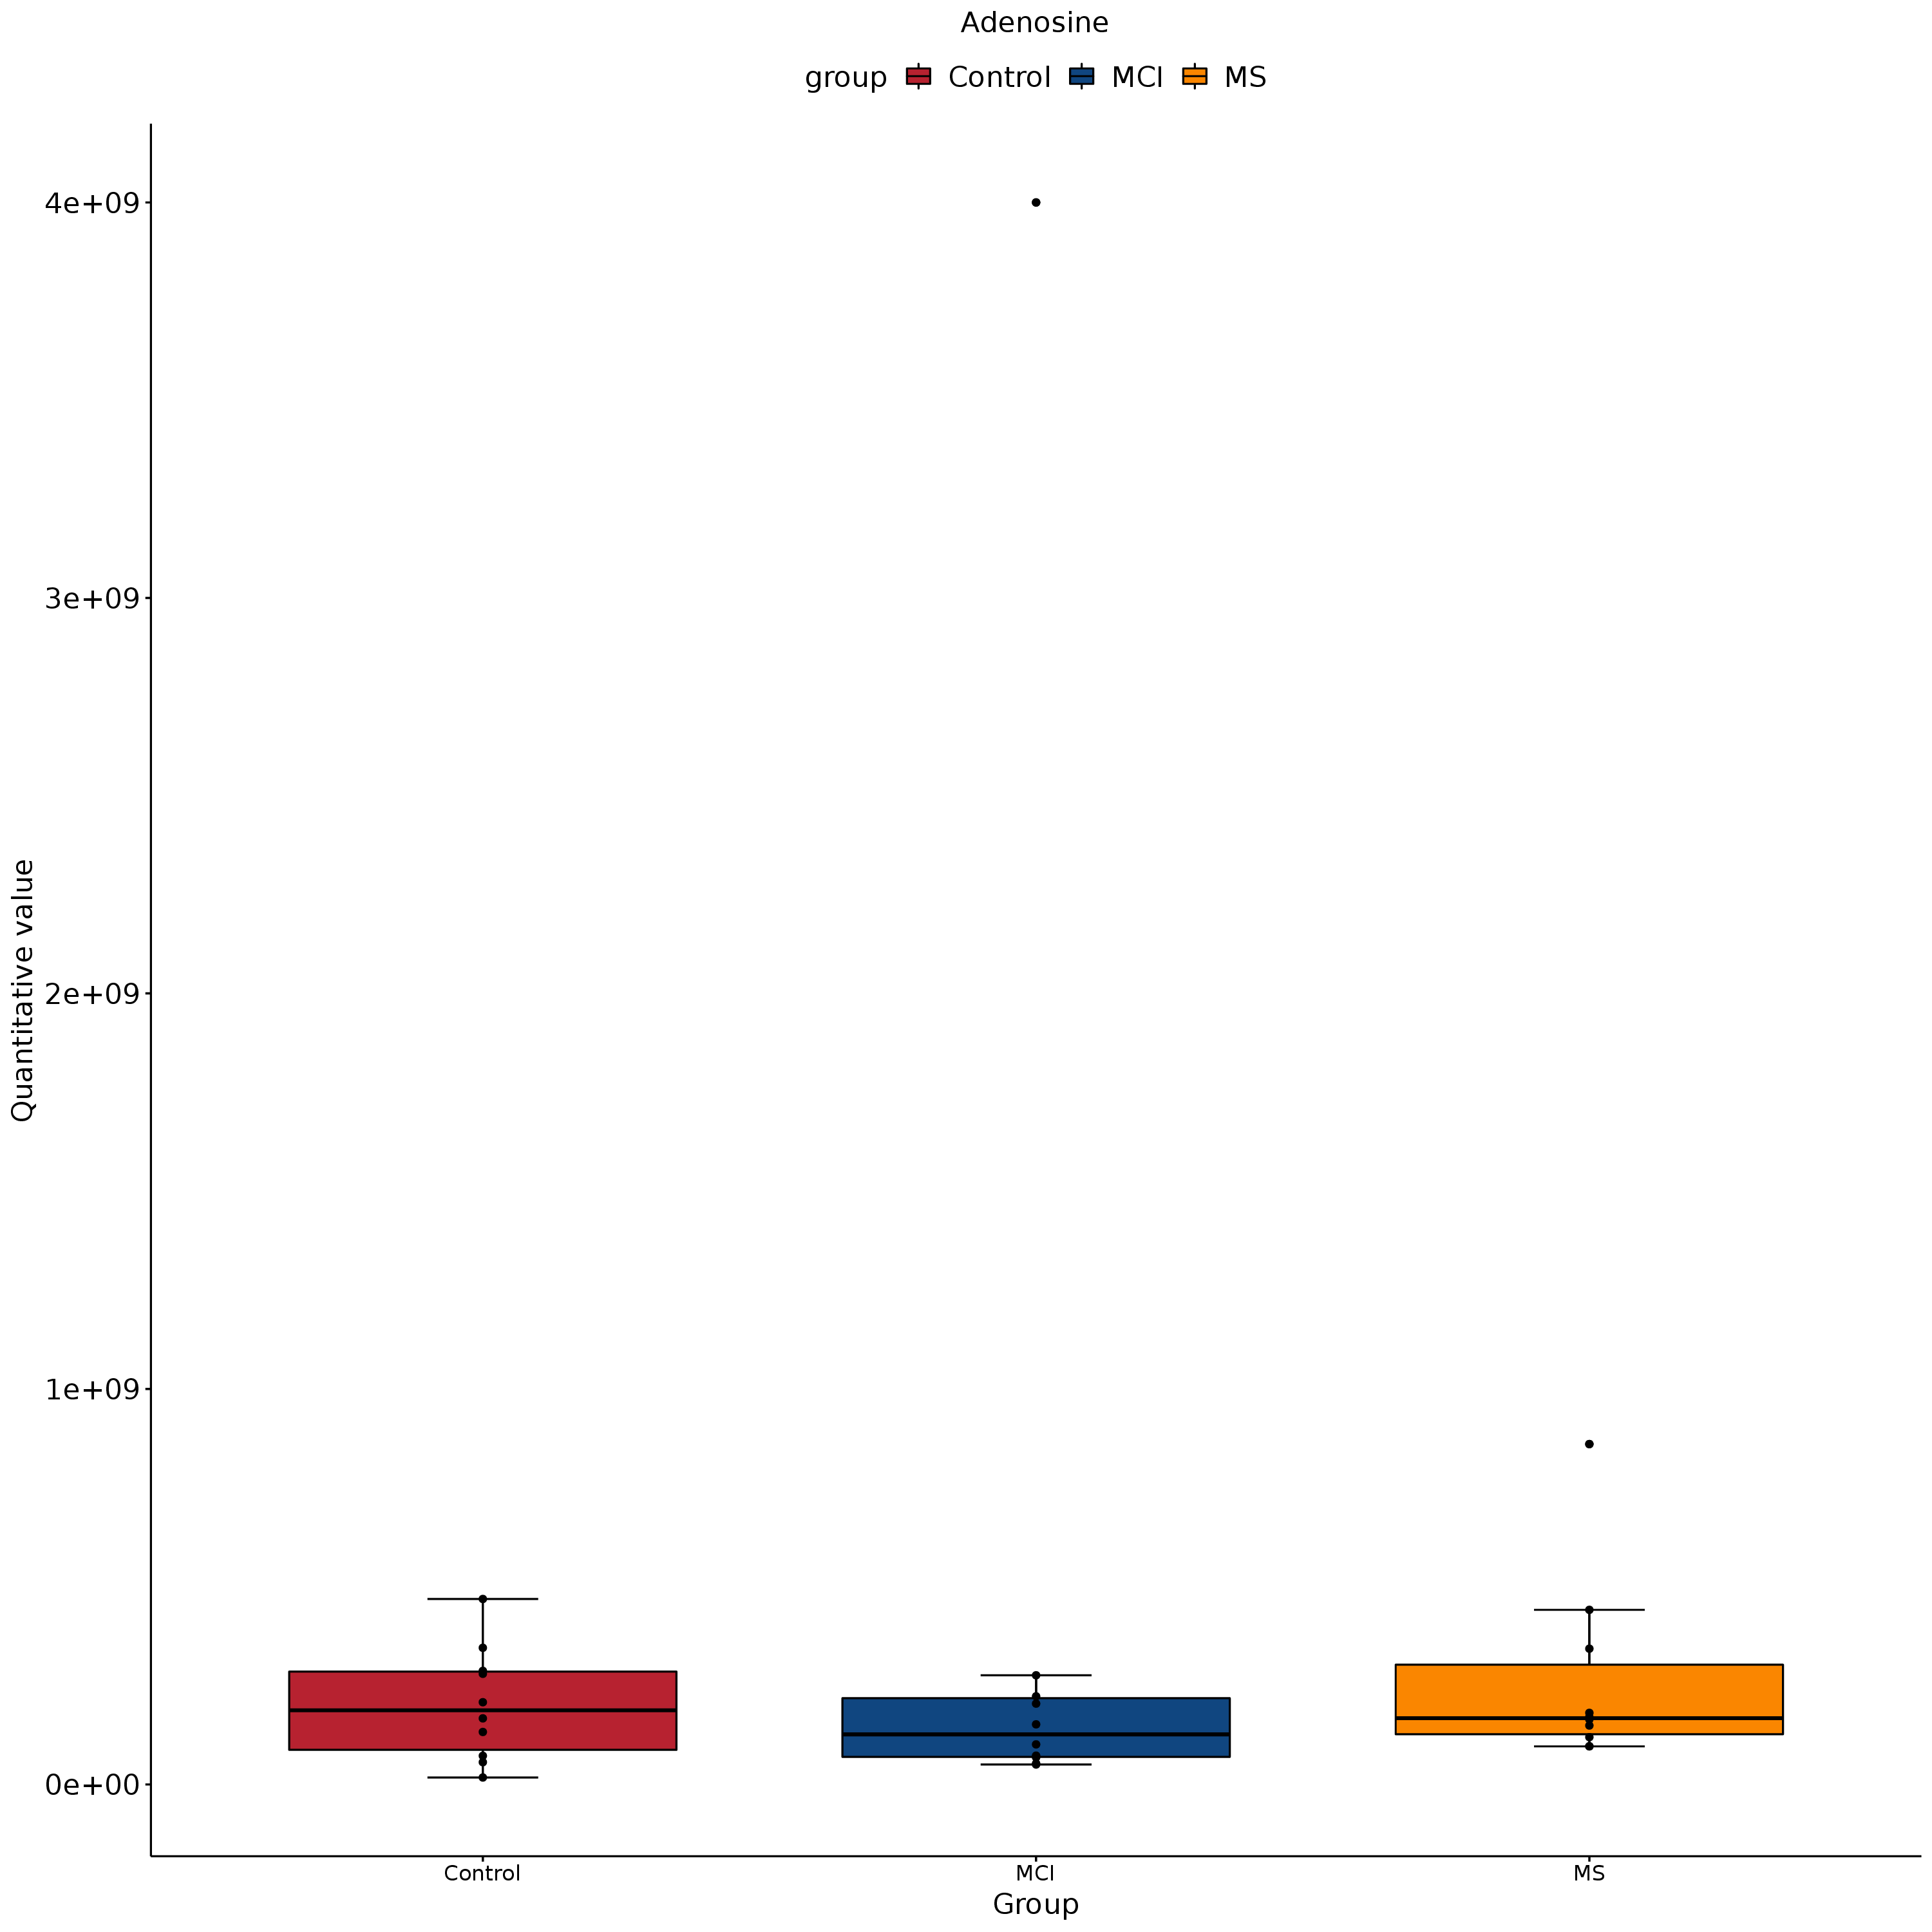 Adenosine
group Control MCI MS
4e+09
3e+09
2e+09
1e+09
0e+00
Quantitative value
Control MCI MS
Group